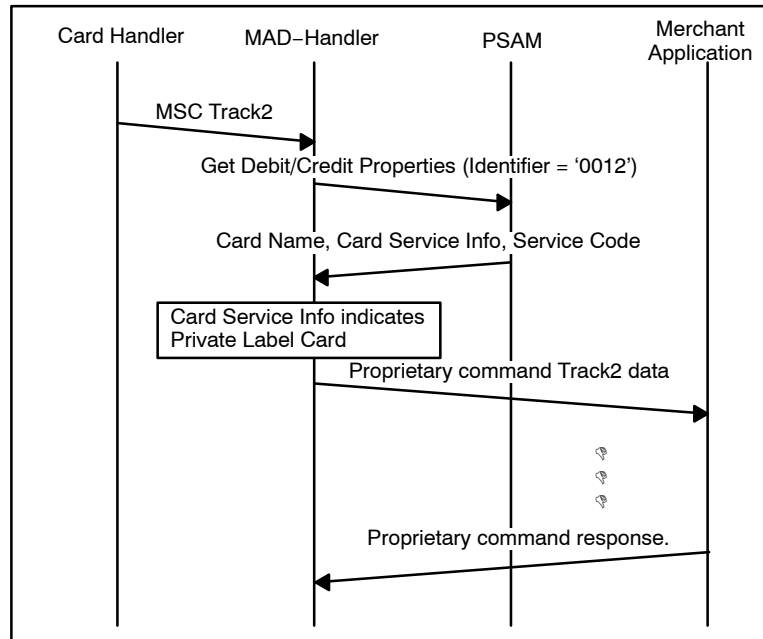 Card Handler
MAD–Handler
PSAM
Merchant
Application
MSC Track2
Get Debit/Credit Properties (Identifier = ‘0012’)
Card Name, Card Service Info, Service Code
Card Service Info indicates
Private Label Card
Proprietary command Track2 data
Proprietary command response.